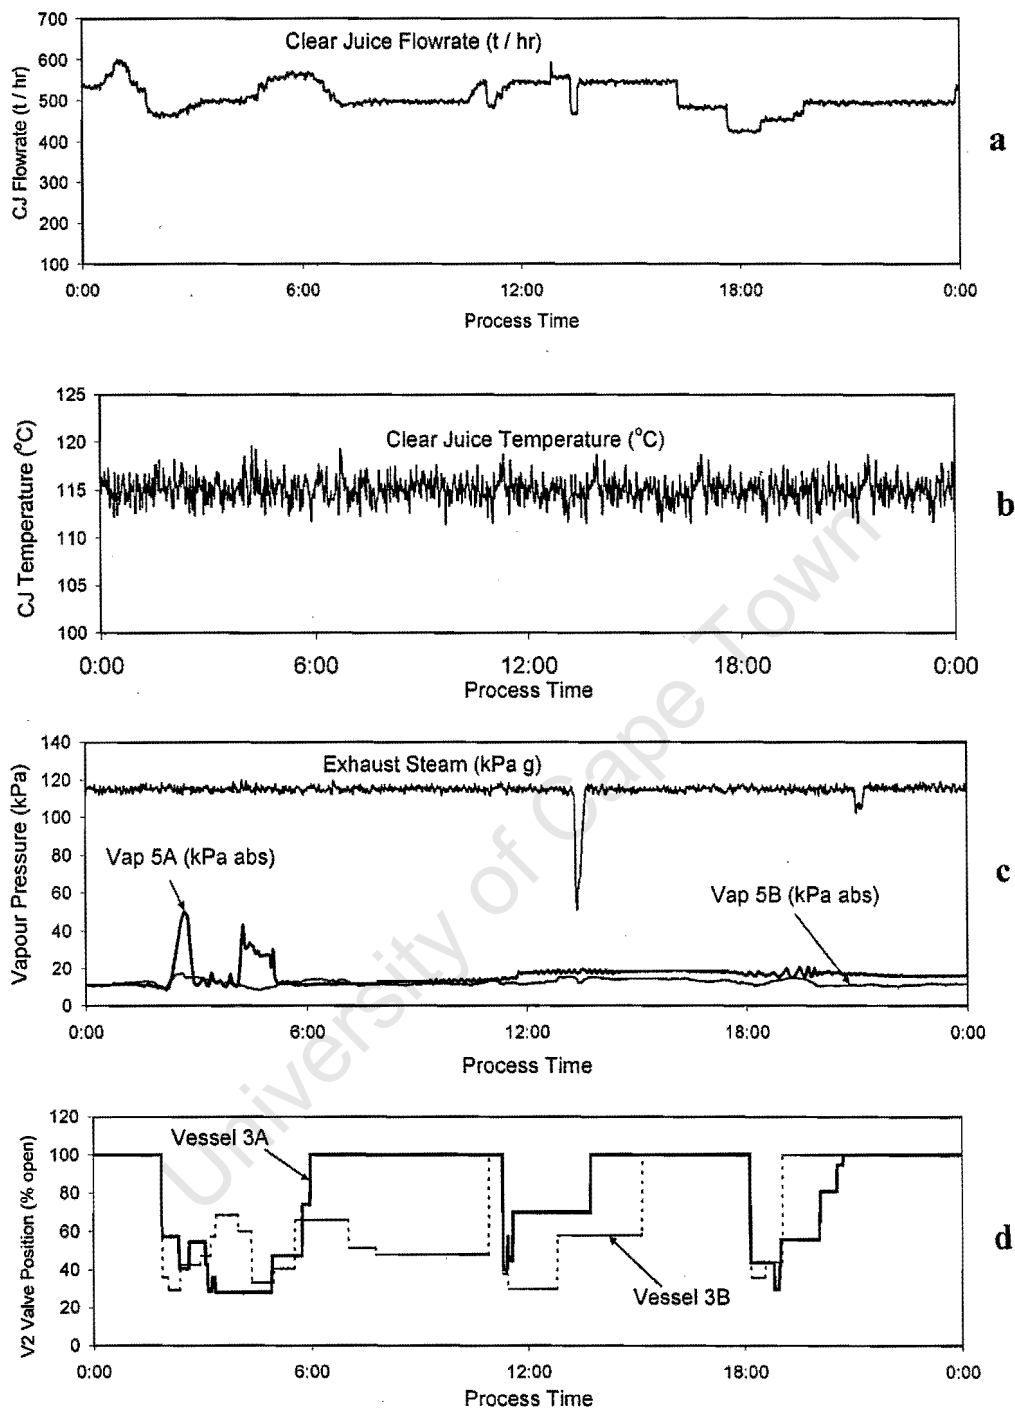 700
600
500
400
300
200
100
CJ Flowrate (t / hr)
Clear Juice Flowrate (t / hr)
0:00 6:00 12:00 18:00 0:00
Process Time
a
125
120
115
110
105
100
CJ Temperature (°C)
Clear Juice Temperature (°C)
0:00 6:00 12:00 18:00 0:00
Process Time
b
140
120
100
80
60
40
20
0
Vapour Pressure (kPa)
Exhaust Steam (kPa g)
Vap 5A (kPa abs)
Vap 5B (kPa abs)
0:00 6:00 12:00 18:00 0:00
Process Time
c
120
100
80
60
40
20
0
V2 Valve Position (% open)
Vessel 3A
Vessel 3B
0:00 6:00 12:00 18:00 0:00
Process Time
d
University of Cape Town